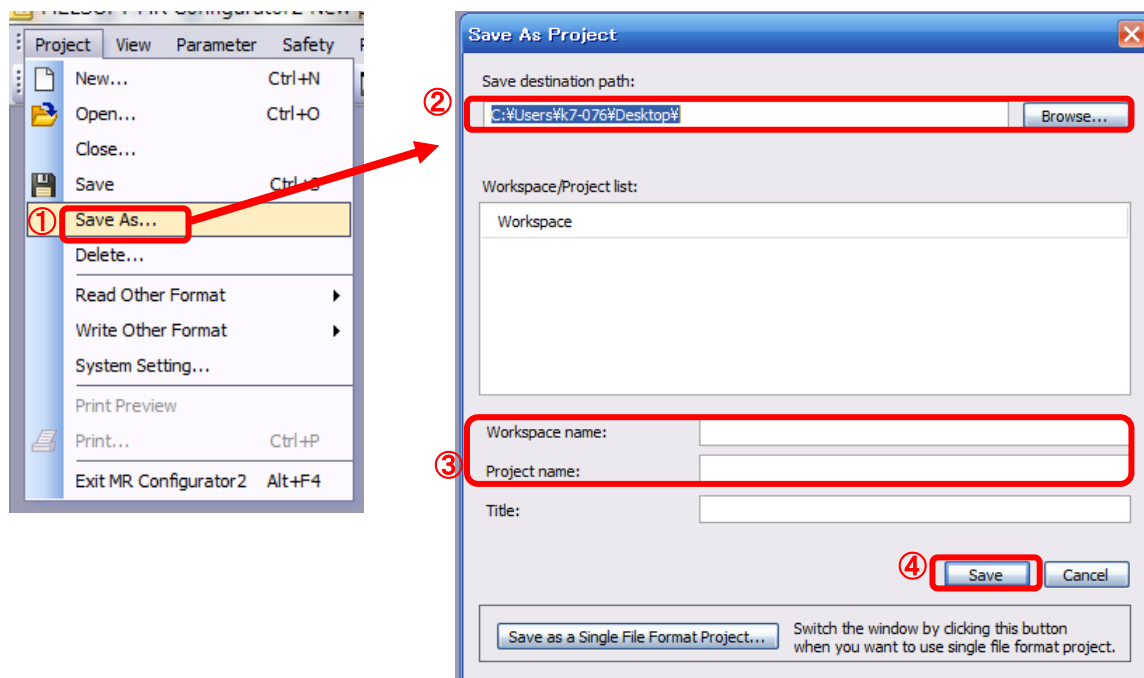 MELSOFT MR Configurator2 New
Project View Parameter Safety
New... Ctrl+N
Open... Ctrl+O
Close...
Save
① Save As...
Delete...
Read Other Format
Write Other Format
System Setting...
Print Preview
Print... Ctrl+P
Exit MR Configurator2 Alt+F4
Save As Project
Save destination path:
② C:¥Users¥k7-076¥Desktop¥ Browse...
Workspace/Project list:
Workspace
Workspace name:
③
Project name:
Title:
④ Save Cancel
Save as a Single File Format Project...
Switch the window by clicking this button
when you want to use single file format project.